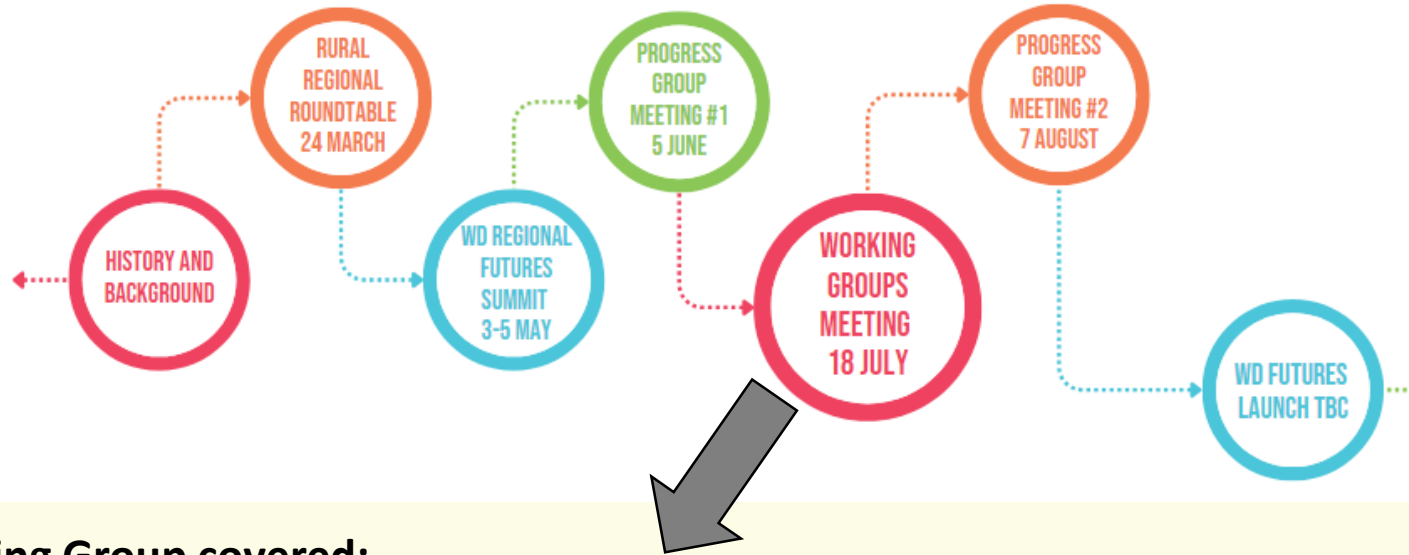 HISTORY AND
BACKGROUND
RURAL
REGIONAL
ROUNDTABLE
24 MARCH
WD REGIONAL
FUTURES
SUMMIT
3-5 MAY
PROGRESS
GROUP
MEETING #1
5 JUNE
WORKING
GROUPS
MEETING
18 JULY
PROGRESS
GROUP
MEETING #2
7 AUGUST
WD FUTURES
LAUNCH TBC
Group covered: